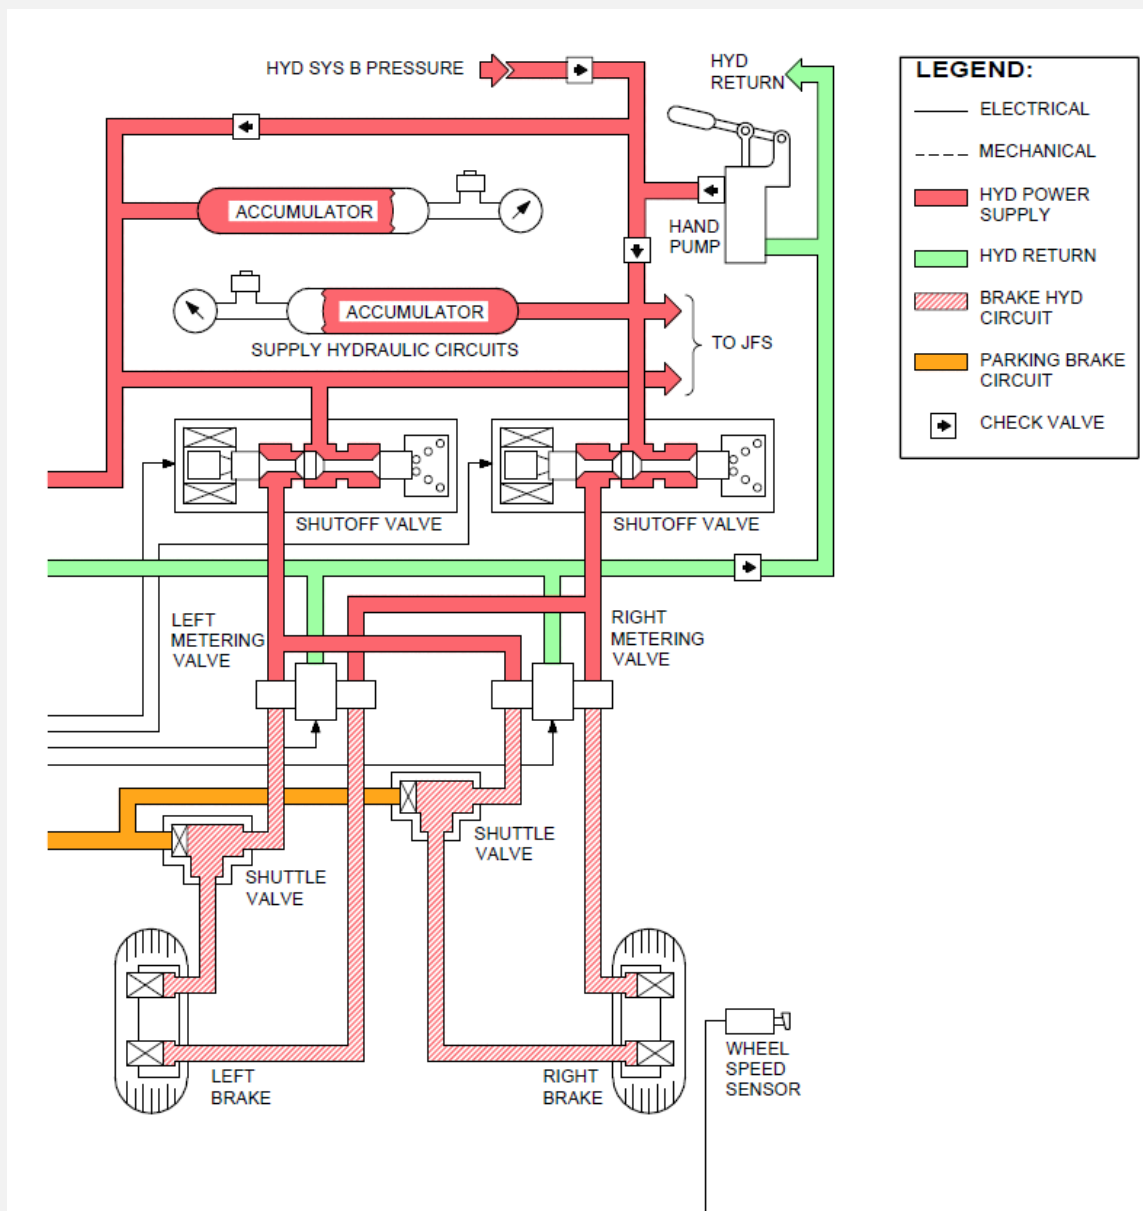 HYD SYS B PRESSURE
HYD
RETURN
LEGEND:
ELECTRICAL
MECHANICAL
HYD POWER
SUPPLY
HYD RETURN
BRAKE HYD
CIRCUIT
PARKING BRAKE
CIRCUIT
CHECK VALVE
ACCUMULATOR
HAND
PUMP
ACCUMULATOR
SUPPLY HYDRAULIC CIRCUITS
TO JFS
SHUTOFF VALVE
SHUTOFF VALVE
LEFT
METERING
VALVE
RIGHT
METERING
VALVE
SHUTTLE
VALVE
SHUTTLE
VALVE
LEFT
BRAKE
RIGHT
BRAKE
WHEEL
SPEED
SENSOR